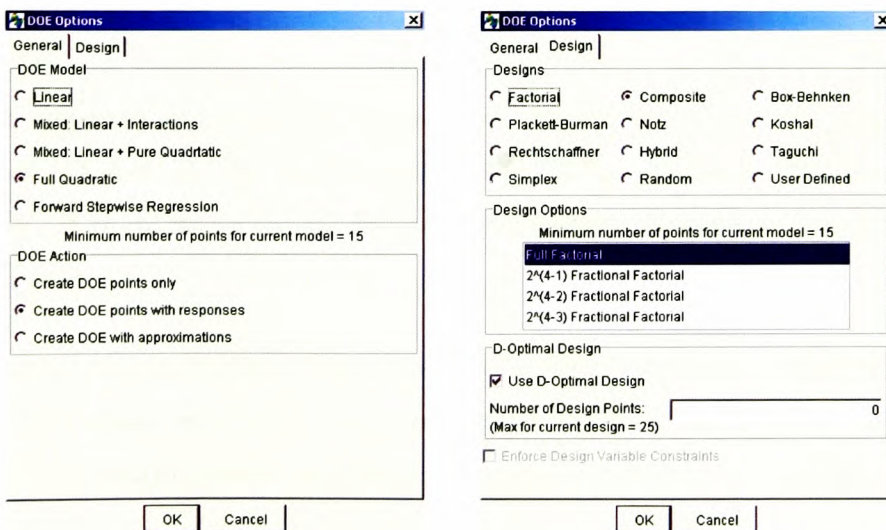 DOE Options
General
Design
DOE Model
Linear
Mixed: Linear + Interactions
Mixed: Linear + Pure Quadrtatic
Full Quadratic
Forward Stepwise Regression
Minimum number of points for current model = 15
DOE Action
Create DOE points only
Create DOE points with responses
Create DOE with approximations
OK
Cancel
DOE Options
General
Design
Designs
Factorial
Composite
Box-Behnken
Plackett-Burman
Notz
Koshal
Rechtschaffner
Hybrid
Taguchi
Simplex
Random
User Defined
Design Options
Minimum number of points for current model = 15
Full Factorial
2^(4-1) Fractional Factorial
2^(4-2) Fractional Factorial
2^(4-3) Fractional Factorial
D-Optimal Design
Use D-Optimal Design
Number of Design Points:
0
(Max for current design = 25)
Enforce Design Variable Constraints
OK
Cancel